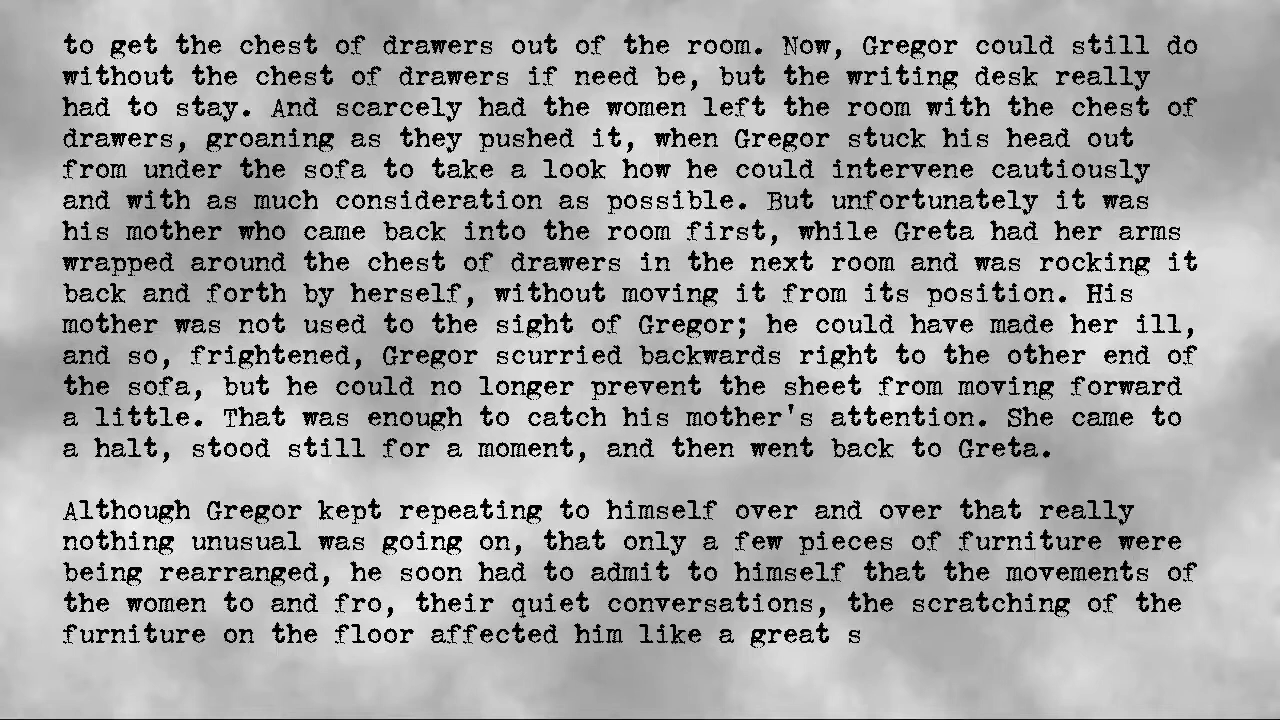 to get the chest of drawers out of the room. Now, Gregor could still do
without the chest of drawers if need be, but the writing desk really
had to stay. And scarcely had the women left the room with the chest of
drawers, groaning as they pushed it, when Gregor stuck his head out
from under the sofa to take a look how he could intervene cautiously
and with as much consideration as possible. But unfortunately it was
his mother who came back into the room first, while Greta had her arms
wrapped around the chest of drawers in the next room and was rocking it
back and forth by herself, without moving it from its position. His
mother was not used to the sight of Gregor; he could have made her ill,
and so, frightened, Gregor scurried backwards right to the other end of
the sofa, but he could no longer prevent the sheet from moving forward
a little. That was enough to catch his mother's attention. She came to
a halt, stood still for a moment, and then went back to Greta.

Although Gregor kept repeating to himself over and over that really
nothing unusual was going on, that only a few pieces of furniture were
being rearranged, he soon had to admit to himself that the movements of
the women to and fro, their quiet conversations, the scratching of the
furniture on the floor affected him like a great s